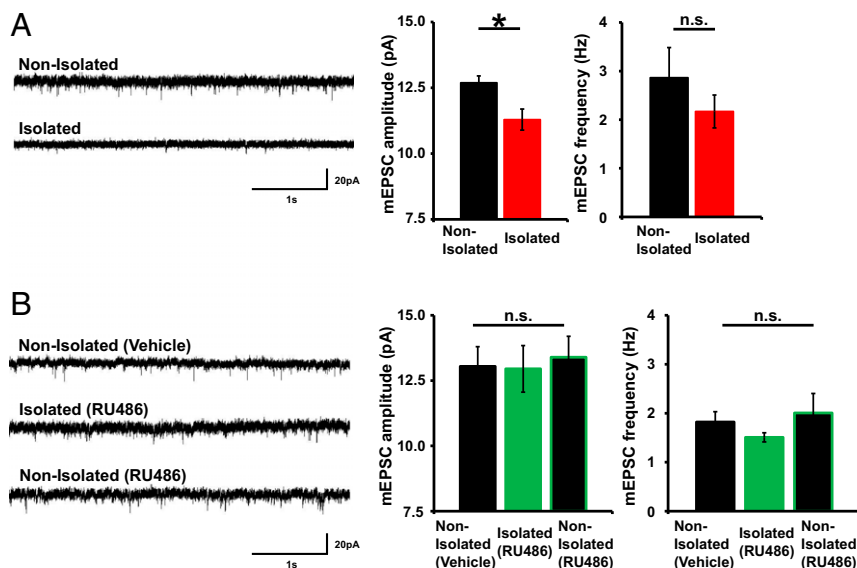 A
Non-Isolated
Isolated
20pA
1s
mEPSC amplitude (pA)
15.0
12.5
10.0
7.5
*
Non-
Isolated
Isolated
mEPSC frequency (Hz)
4
3
2
1
0
n.s.
Non-
Isolated
Isolated
B
Non-Isolated (Vehicle)
Isolated (RU486)
Non-Isolated (RU486)
20pA
1s
mEPSC amplitude (pA)
15.0
12.5
10.0
7.5
n.s.
Non-
Isolated
(Vehicle)
Isolated
(RU486)
Non-
Isolated
(RU486)
mEPSC frequency (Hz)
4
3
2
1
0
n.s.
Non-
Isolated
(Vehicle)
Isolated
(RU486)
Non-
Isolated
(RU486)